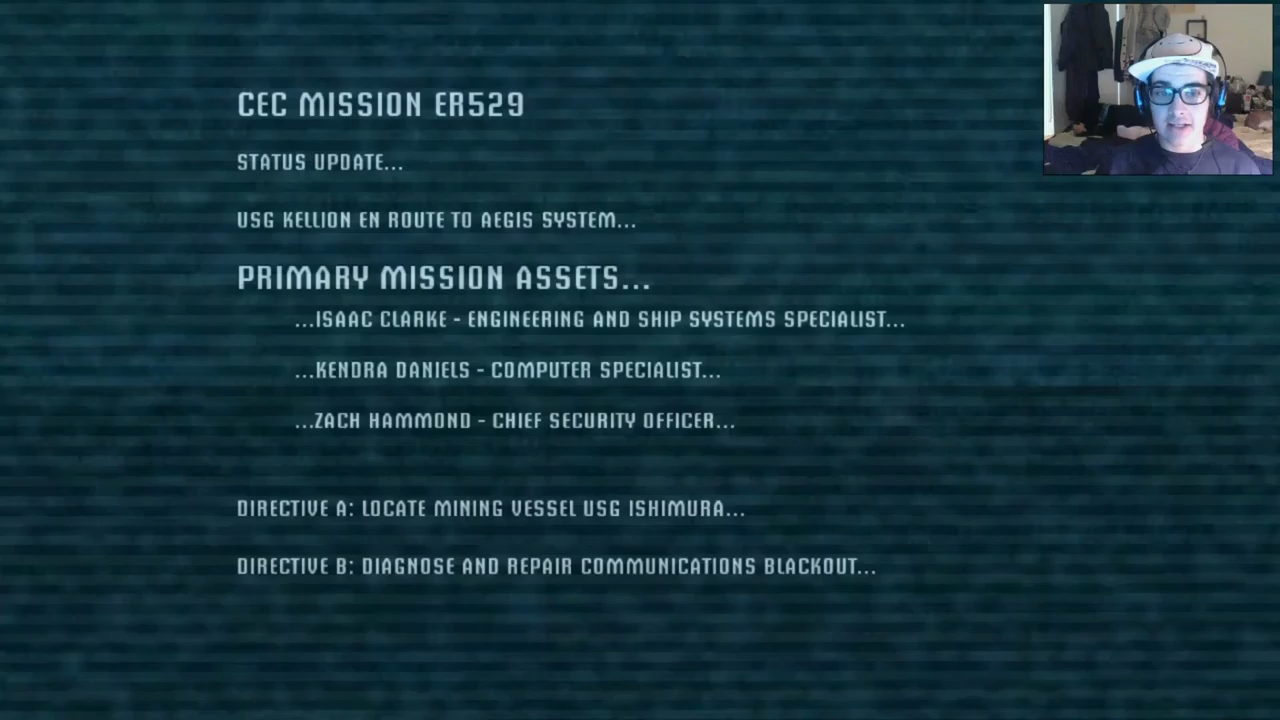 CEC MISSION ER529
STATUS UPDATE...
USG KELLION EN ROUTE TO AEGIS SYSTEM...
PRIMARY MISSION ASSETS...
...ISAAC CLARKE - ENGINEERING AND SHIP SYSTEMS SPECIALIST...
...KENDRA DANIELS - COMPUTER SPECIALIST...
...ZACH HAMMOND - CHIEF SECURITY OFFICER...
DIRECTIVE A: LOCATE MINING VESSEL USG ISHIMURA...
DIRECTIVE B: DIAGNOSE AND REPAIR COMMUNICATIONS BLACKOUT...